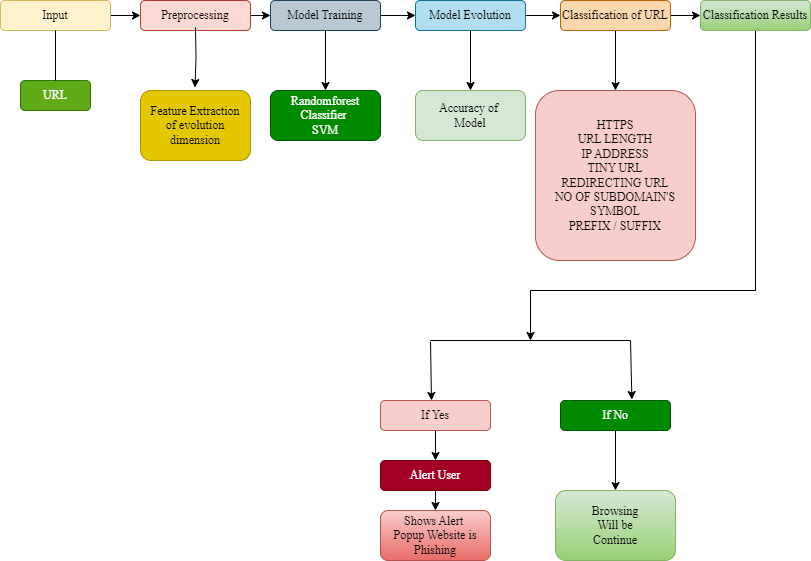 Input
Preprocessing
Model Training
Model Evolution
Classification of URL
Classification Results
URL
Feature Extraction
of evolution
dimension
Randomforest
Classifier
SVM
Accuracy of
Model
HTTPS
URL LENGTH
IP ADDRESS
TINY URL
REDIRECTING URL
NO OF SUBDOMAIN'S
SYMBOL
PREFIX / SUFFIX
If Yes
If No
Alert User
Shows Alert
Popup Website is
Phishing
Browsing
Will be
Continue